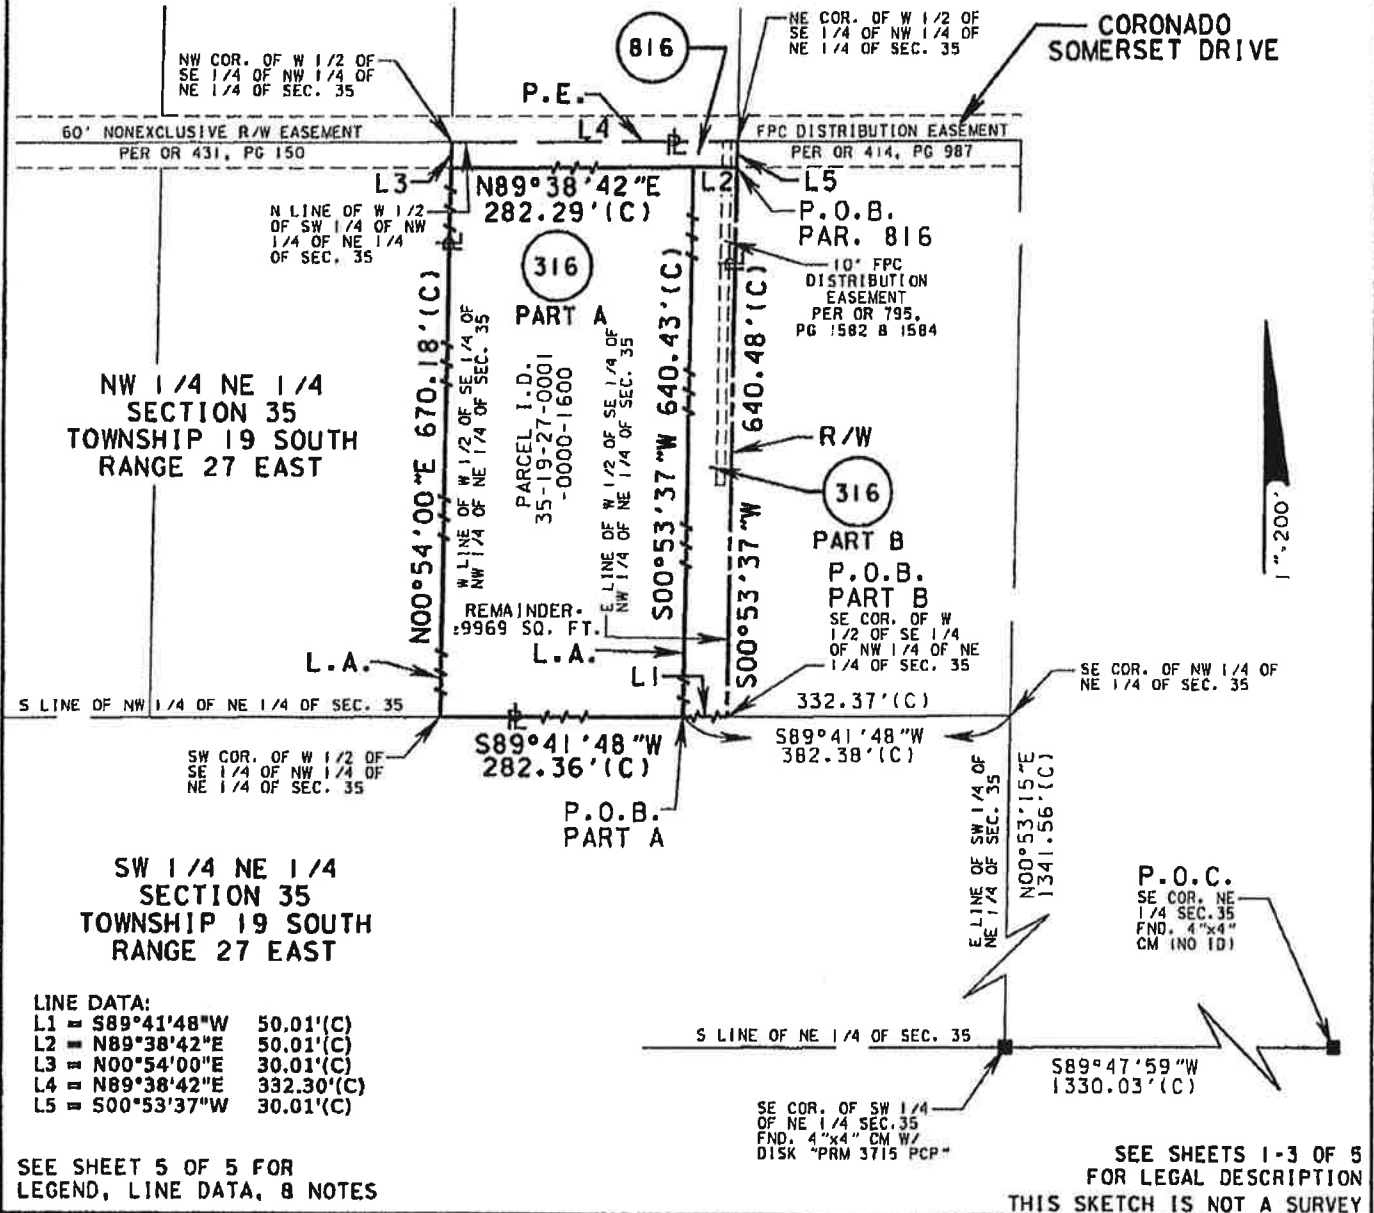 NW COR. OF W 1/2 OF
SE 1/4 OF NW 1/4 OF
NE 1/4 OF SEC. 35
816
NE COR. OF W 1/2 OF
SE 1/4 OF NW 1/4 OF
NE 1/4 OF SEC. 35
CORONADO
SOMERSET DRIVE
P.E.
60' NONEXCLUSIVE R/W EASEMENT
PER OR 431, PG 150
L4
FPC DISTRIBUTION EASEMENT
PER OR 414, PG 987
L3
N89°38'42"E
282.29'(C)
L2
L5
P.O.B.
PAR. 816
N LINE OF W 1/2
OF SW 1/4 OF NW
1/4 OF NE 1/4
OF SEC. 35
316
PART A
10' FPC
DISTRIBUTION
EASEMENT
PER OR 795,
PG 1582 & 1584
N00°54'00"E 670.18'(C)
W LINE OF W 1/2 OF SE 1/4 OF
NW 1/4 OF NE 1/4 OF SEC. 35
PARCEL I.D.
35-19-27-0001
-0000-1600
E LINE OF W 1/2 OF SE 1/4 OF
NW 1/4 OF NE 1/4 OF SEC. 35
S00°53'37"W 640.43'(C)
S00°53'37"W 640.48'(C)
NW 1/4 NE 1/4
SECTION 35
TOWNSHIP 19 SOUTH
RANGE 27 EAST
R/W
316
PART B
P.O.B.
PART B
SE COR. OF W
1/2 OF SE 1/4
OF NW 1/4 OF NE
1/4 OF SEC. 35
1"=200'
REMAINDER=
9969 SQ. FT.
L.A.
L.A.
L1
SE COR. OF NW 1/4 OF
NE 1/4 OF SEC. 35
S LINE OF NW 1/4 OF NE 1/4 OF SEC. 35
332.37'(C)
S89°41'48"W
382.38'(C)
SW COR. OF W 1/2 OF
SE 1/4 OF NW 1/4 OF
NE 1/4 OF SEC. 35
S89°41'48"W
282.36'(C)
P.O.B.
PART A
E LINE OF SW 1/4 OF
NE 1/4 OF SEC. 35
N00°53'15"E
1341.56'(C)
SW 1/4 NE 1/4
SECTION 35
TOWNSHIP 19 SOUTH
RANGE 27 EAST
P.O.C.
SE COR. NE
1/4 SEC.35
FND. 4"x4"
CM (NO ID)
LINE DATA:
L1 = S89°41'48"W 50.01'(C)
L2 = N89°38'42"E 50.01'(C)
L3 = N00°54'00"E 30.01'(C)
L4 = N89°38'42"E 332.30'(C)
L5 = S00°53'37"W 30.01'(C)
S LINE OF NE 1/4 OF SEC. 35
S89°47'59"W
1330.03'(C)
SE COR. OF SW 1/4
OF NE 1/4 SEC.35
FND. 4"x4" CM W/
DISK "PRM 3715 PCP"
SEE SHEET 5 OF 5 FOR
LEGEND, LINE DATA, & NOTES
SEE SHEETS 1-3 OF 5
FOR LEGAL DESCRIPTION
THIS SKETCH IS NOT A SURVEY